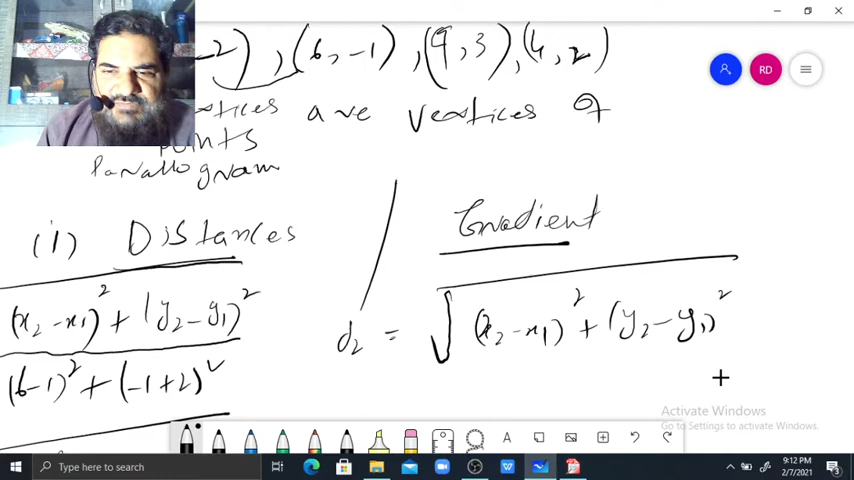 -2), (6, -1), (9, 3), (4, 2)
vertices are vertices of
points
Parallogram
(1) Distances / Gradient
(x₂-x₁)² + (y₂-y₁)²
d₂ = √(x₂-x₁)² + (y₂-y₁)²
(6-1)² + (-1+2)²
RD
Activate Windows
Go to Settings to activate Windows.
A
Type here to search
W
9:12 PM
2/7/2021
3